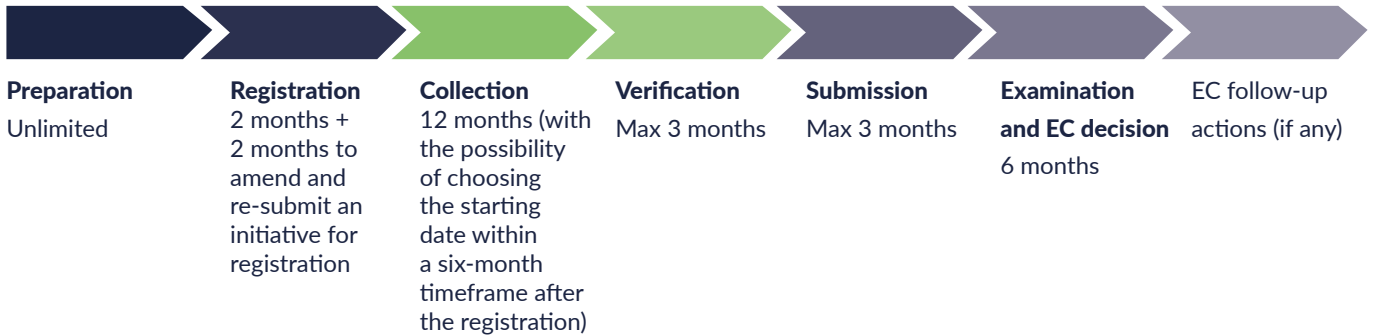 Preparation
Unlimited
Registration
2 months +
2 months to
amend and
re-submit an
initiative for
registration
Collection
12 months (with
the possibility
of choosing
the starting
date within
a six-month
timeframe after
the registration)
Verification
Max 3 months
Submission
Max 3 months
Examination
and EC decision
6 months
EC follow-up
actions (if any)